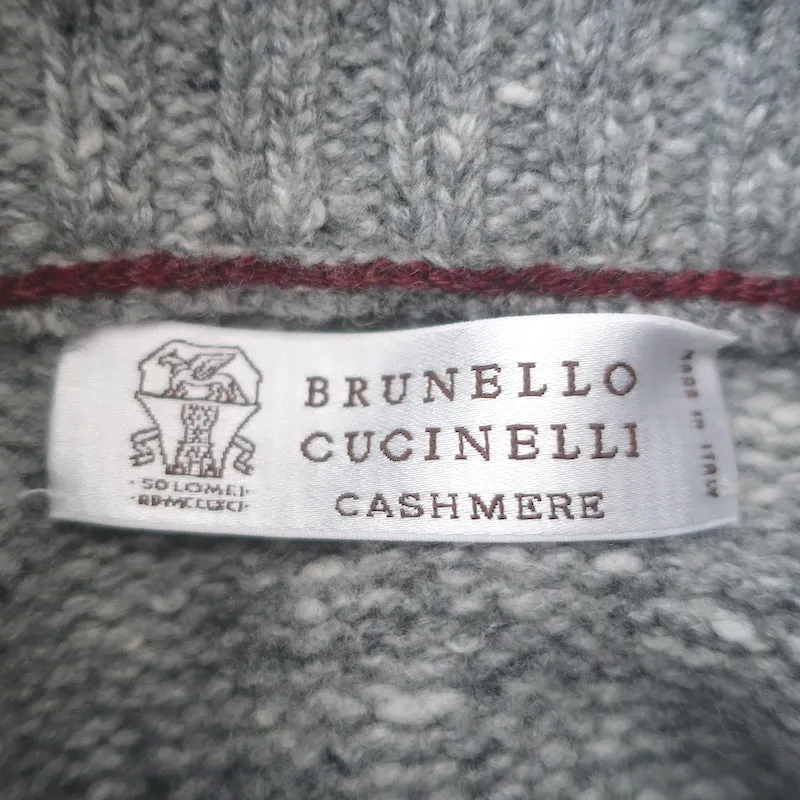 BRUNELLO
CUCINELLI
CASHMERE
MADE IN ITALY
·SOLOMEI·